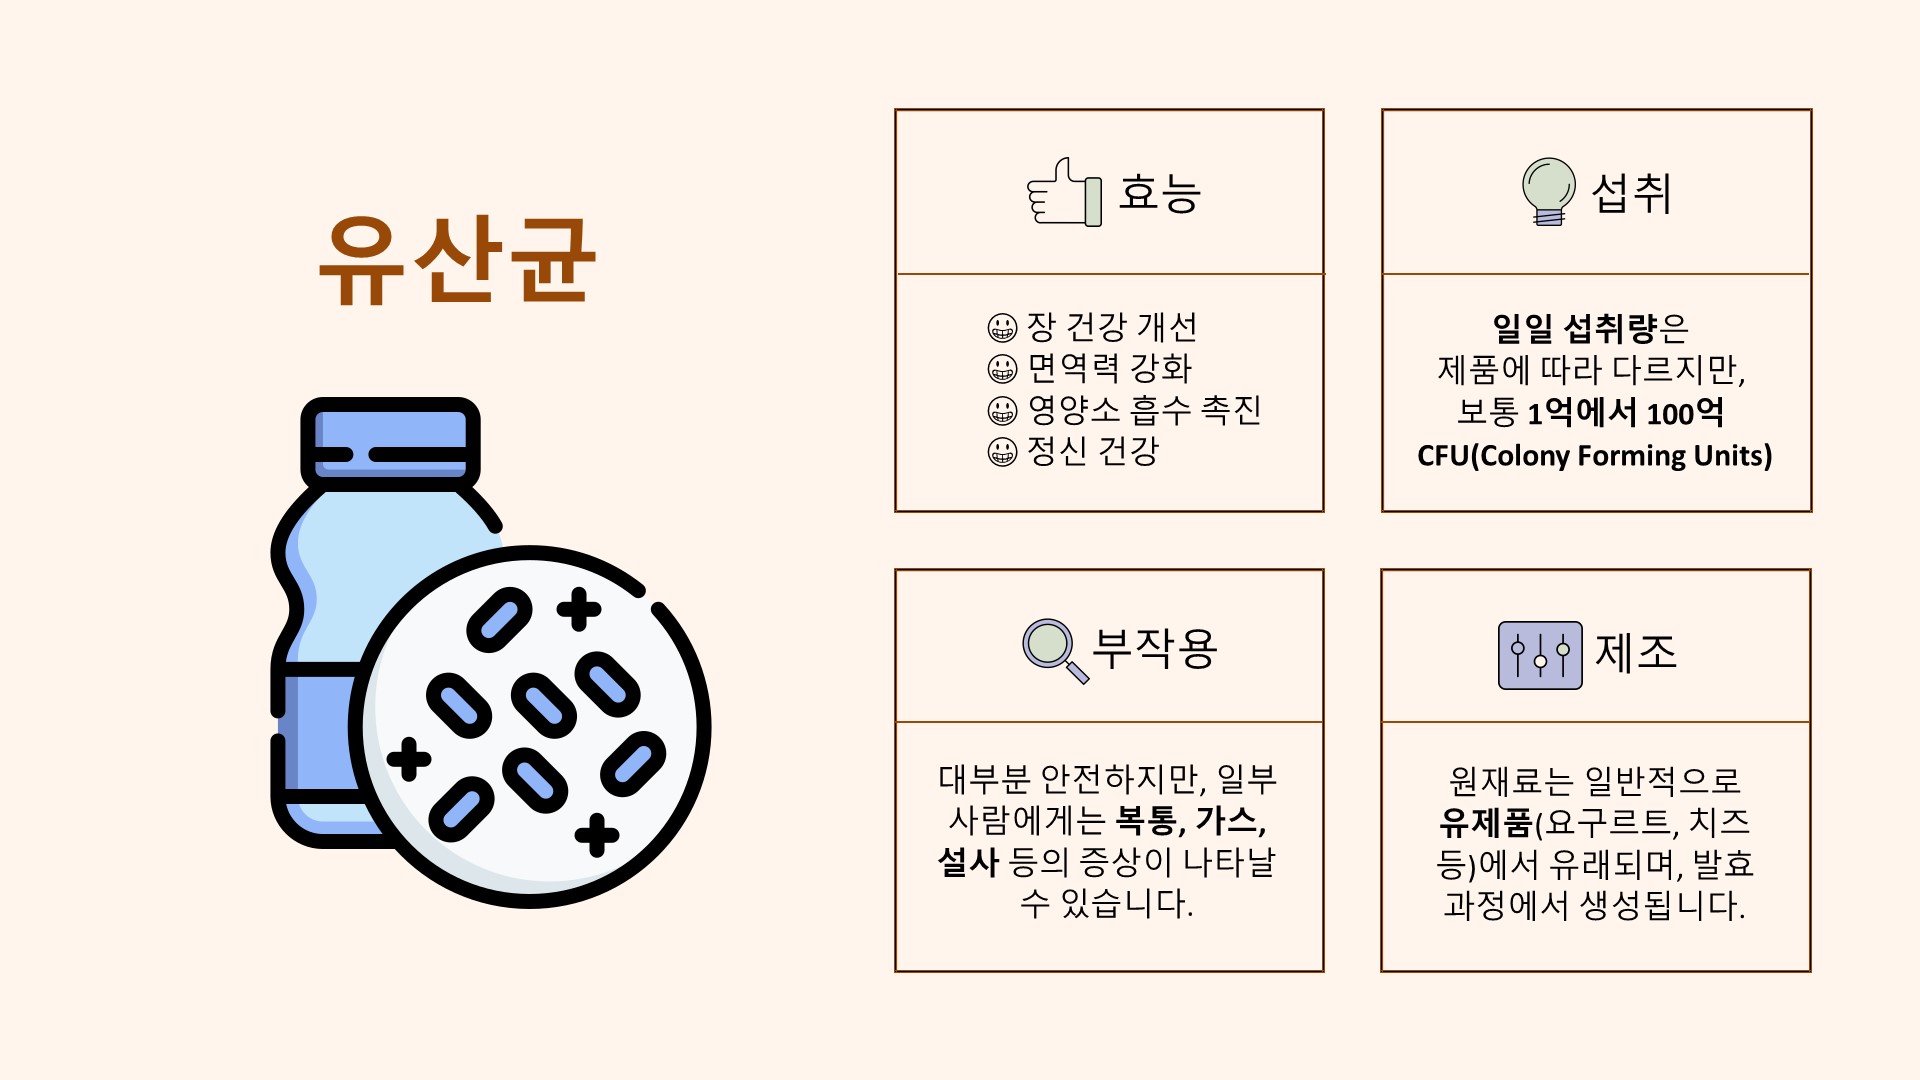 유산균
효능
😀 장 건강 개선
😀 면역력 강화
😀 영양소 흡수 촉진
😀 정신 건강
섭취
일일 섭취량은
제품에 따라 다르지만,
보통 1억에서 100억
CFU(Colony Forming Units)
부작용
대부분 안전하지만, 일부
사람에게는 복통, 가스,
설사 등의 증상이 나타날
수 있습니다.
제조
원재료는 일반적으로
유제품(요구르트, 치즈
등)에서 유래되며, 발효
과정에서 생성됩니다.